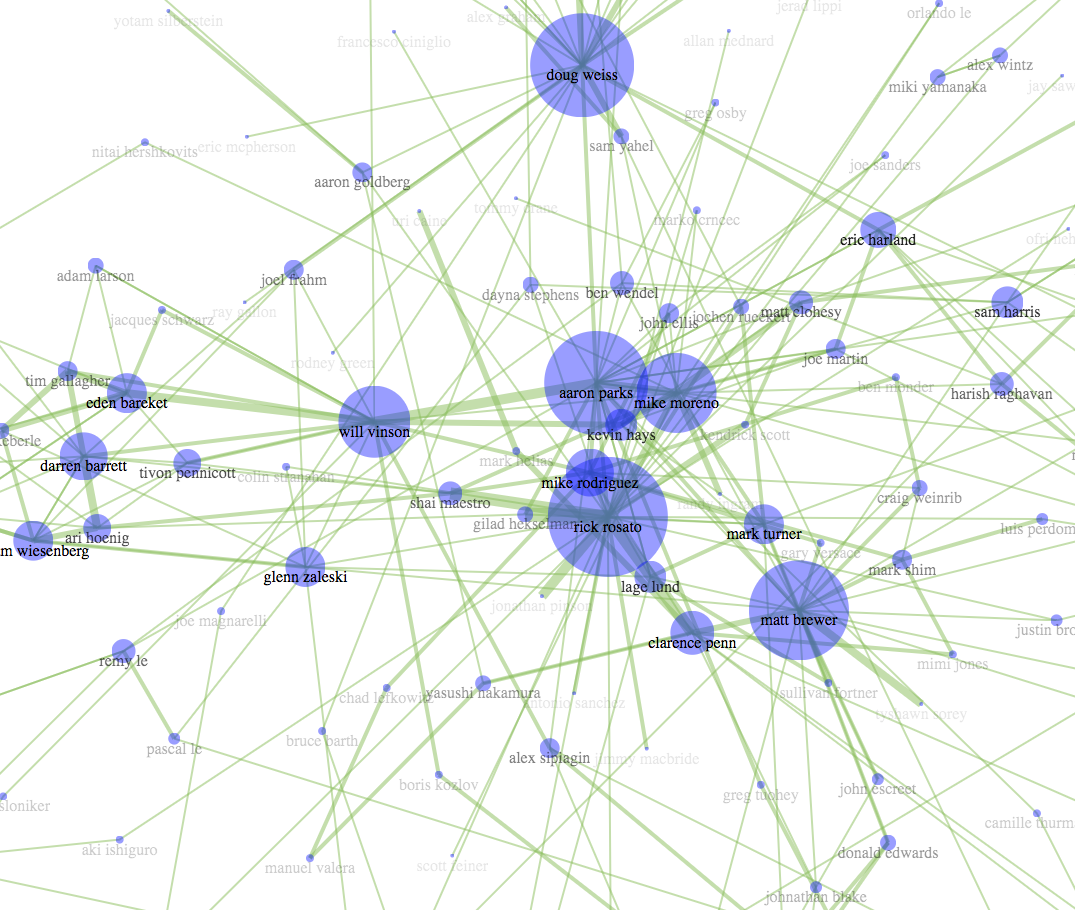 jerad lippi
orlando le
alex graham
yotam silberstein
francesco ciniglio
allan mednard
alex wintz
doug weiss
miki yamanaka
jay saw
greg osby
sam yahel
eric mcpherson
nitai hershkovits
joe sanders
aaron goldberg
tommy crane
uri caine
marko crncec
eric harland
ofri neh
adam larson
joel frahm
dayna stephens
ben wendel
ray gallon
sam harris
matt clohesy
jochen rueckert
jacques schwarz
john ellis
joe martin
rodney green
tim gallagher
ben monder
aaron parks
harish raghavan
eden bareket
mike moreno
will vinson
kevin hays
kendrick scott
eberle
mark helias
darren barrett
tivon pennicott
colin stranahan
mike rodriguez
craig weinrib
shai maestro
gilad hekselman
rick rosato
luis perdom
mark turner
ari hoenig
m wiesenberg
gary versace
mark shim
glenn zaleski
lage lund
jonathan pinson
joe magnarelli
matt brewer
justin bro
clarence penn
remy le
mimi jones
yasushi nakamura
sullivan fortner
chad lefkowitz
antonio sanchez
tyshawn sorey
bruce barth
pascal le
alex sipiagin
jimmy macbride
boris kozlov
john escreet
greg tuohey
sloniker
camille thurm
aki ishiguro
donald edwards
scott feiner
manuel valera
johnathan blake